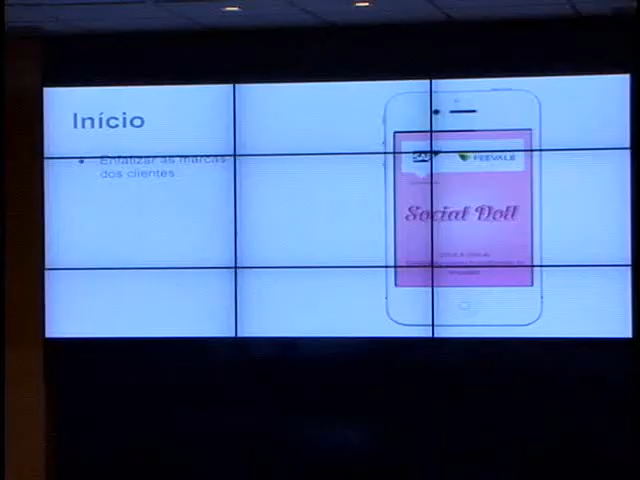 Início
• Enfatizar as marcas
dos clientes
SAP FEEVALE
Social Doll